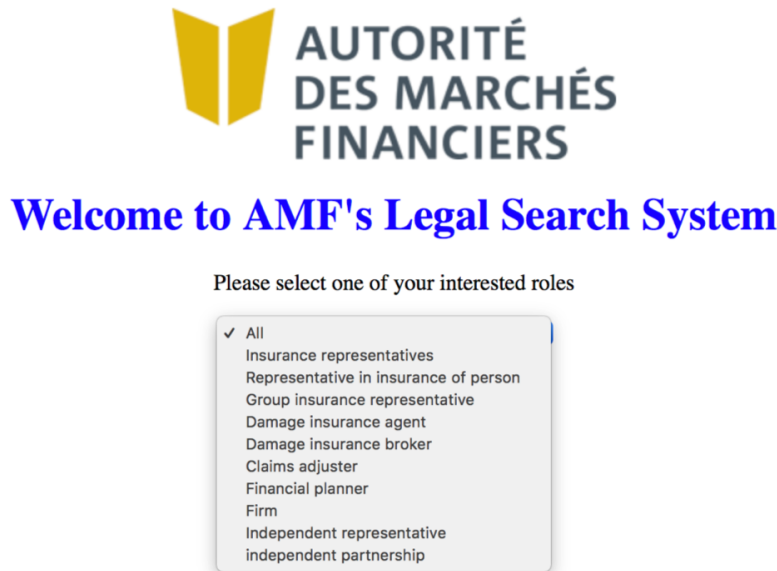 AUTORITÉ
DES MARCHÉS
FINANCIERS
Welcome to AMF's Legal Search System
Please select one of your interested roles
✓ All
Insurance representatives
Representative in insurance of person
Group insurance representative
Damage insurance agent
Damage insurance broker
Claims adjuster
Financial planner
Firm
Independent representative
independent partnership